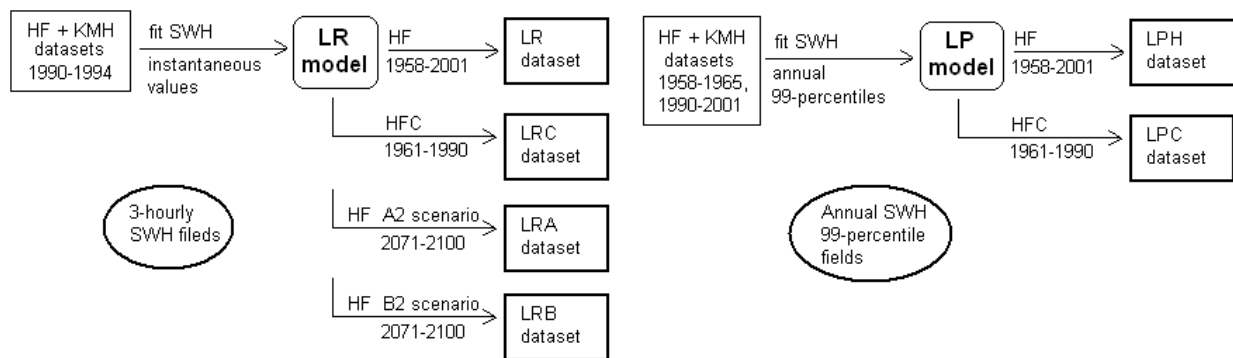 HF + KMH
datasets
1990-1994
fit SWH
instantaneous
values
LR
model
HF
1958-2001
LR
dataset
HFC
1961-1990
LRC
dataset
HF A2 scenario
2071-2100
LRA
dataset
HF B2 scenario
2071-2100
LRB
dataset
3-hourly
SWH fileds
HF + KMH
datasets
1958-1965,
1990-2001
fit SWH
annual
99-percentiles
LP
model
HF
1958-2001
LPH
dataset
HFC
1961-1990
LPC
dataset
Annual SWH
99-percentile
fields